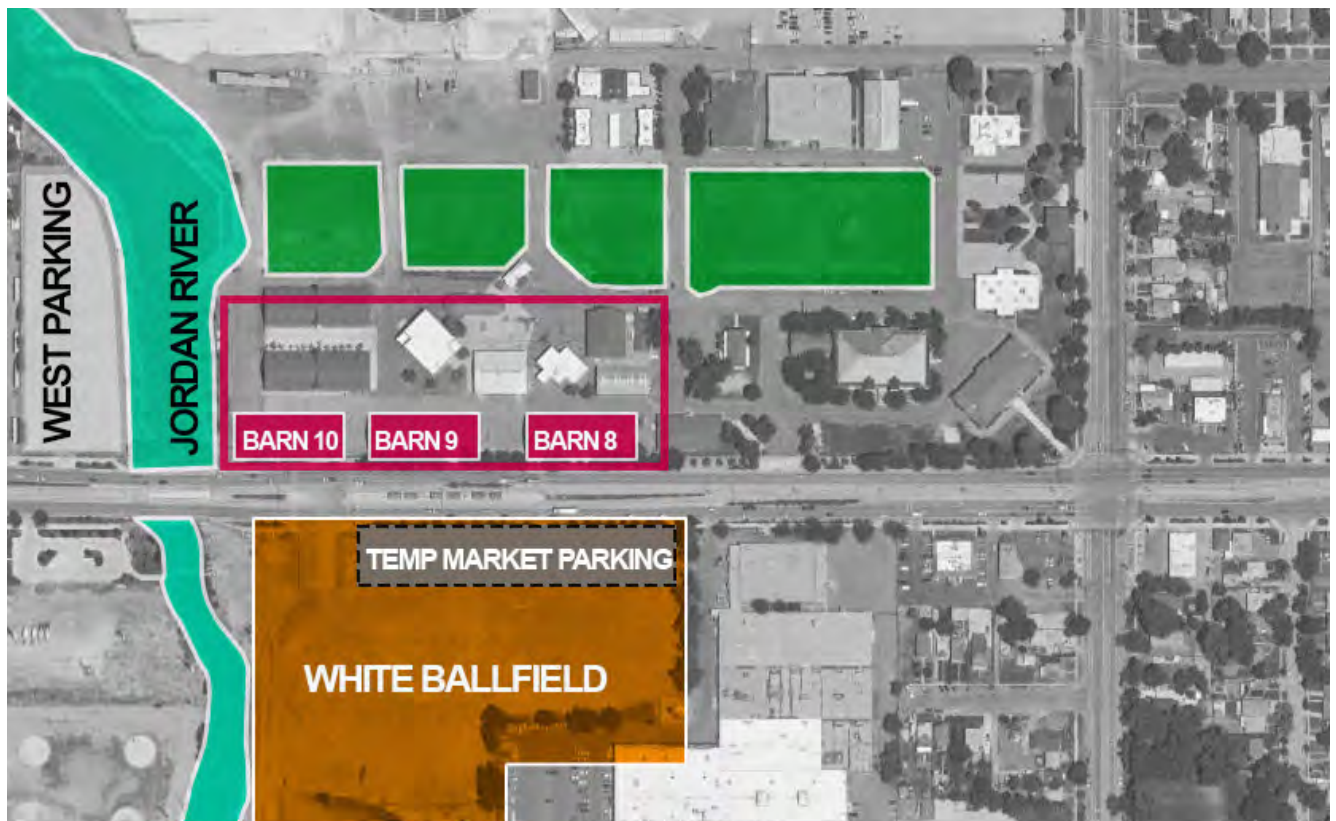 WEST PARKING
JORDAN RIVER
BARN 10
BARN 9
BARN 8
TEMP MARKET PARKING
WHITE BALLFIELD